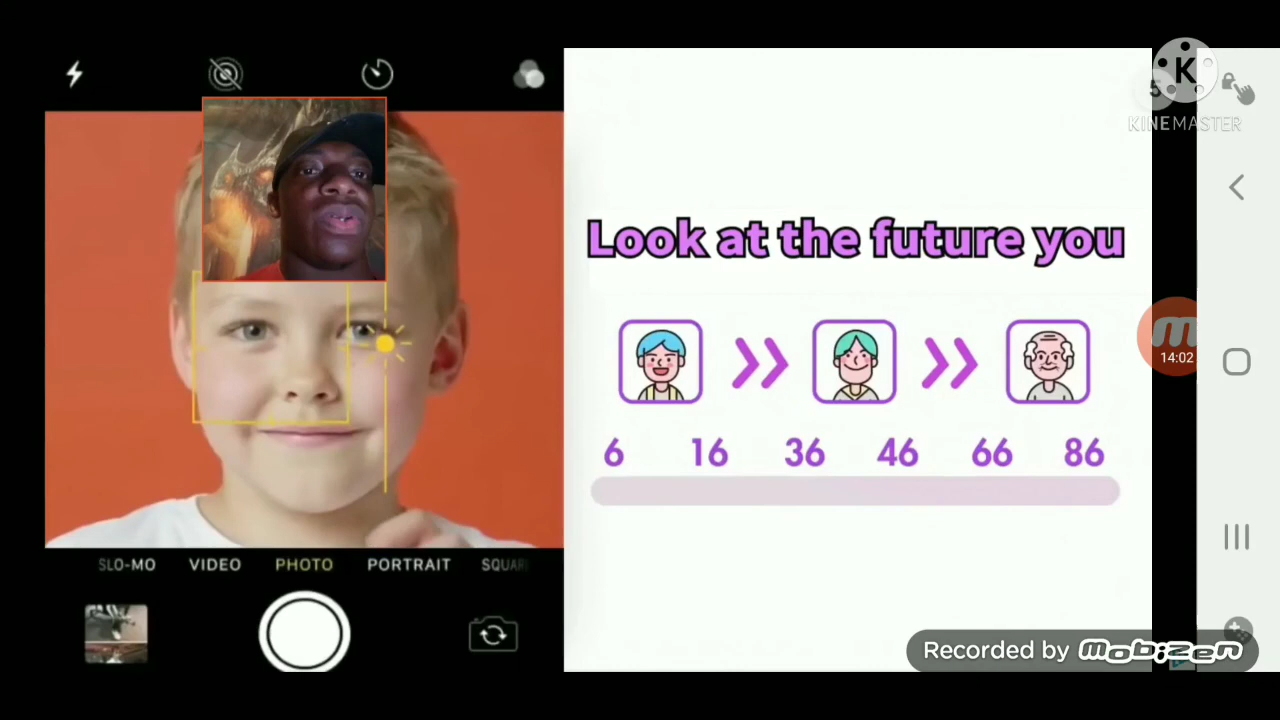 5
K
KINEMASTER
Look at the future you
6 16 36 46 66 86
14:02
SLO-MO VIDEO PHOTO PORTRAIT SQUAR
Recorded by mobizen